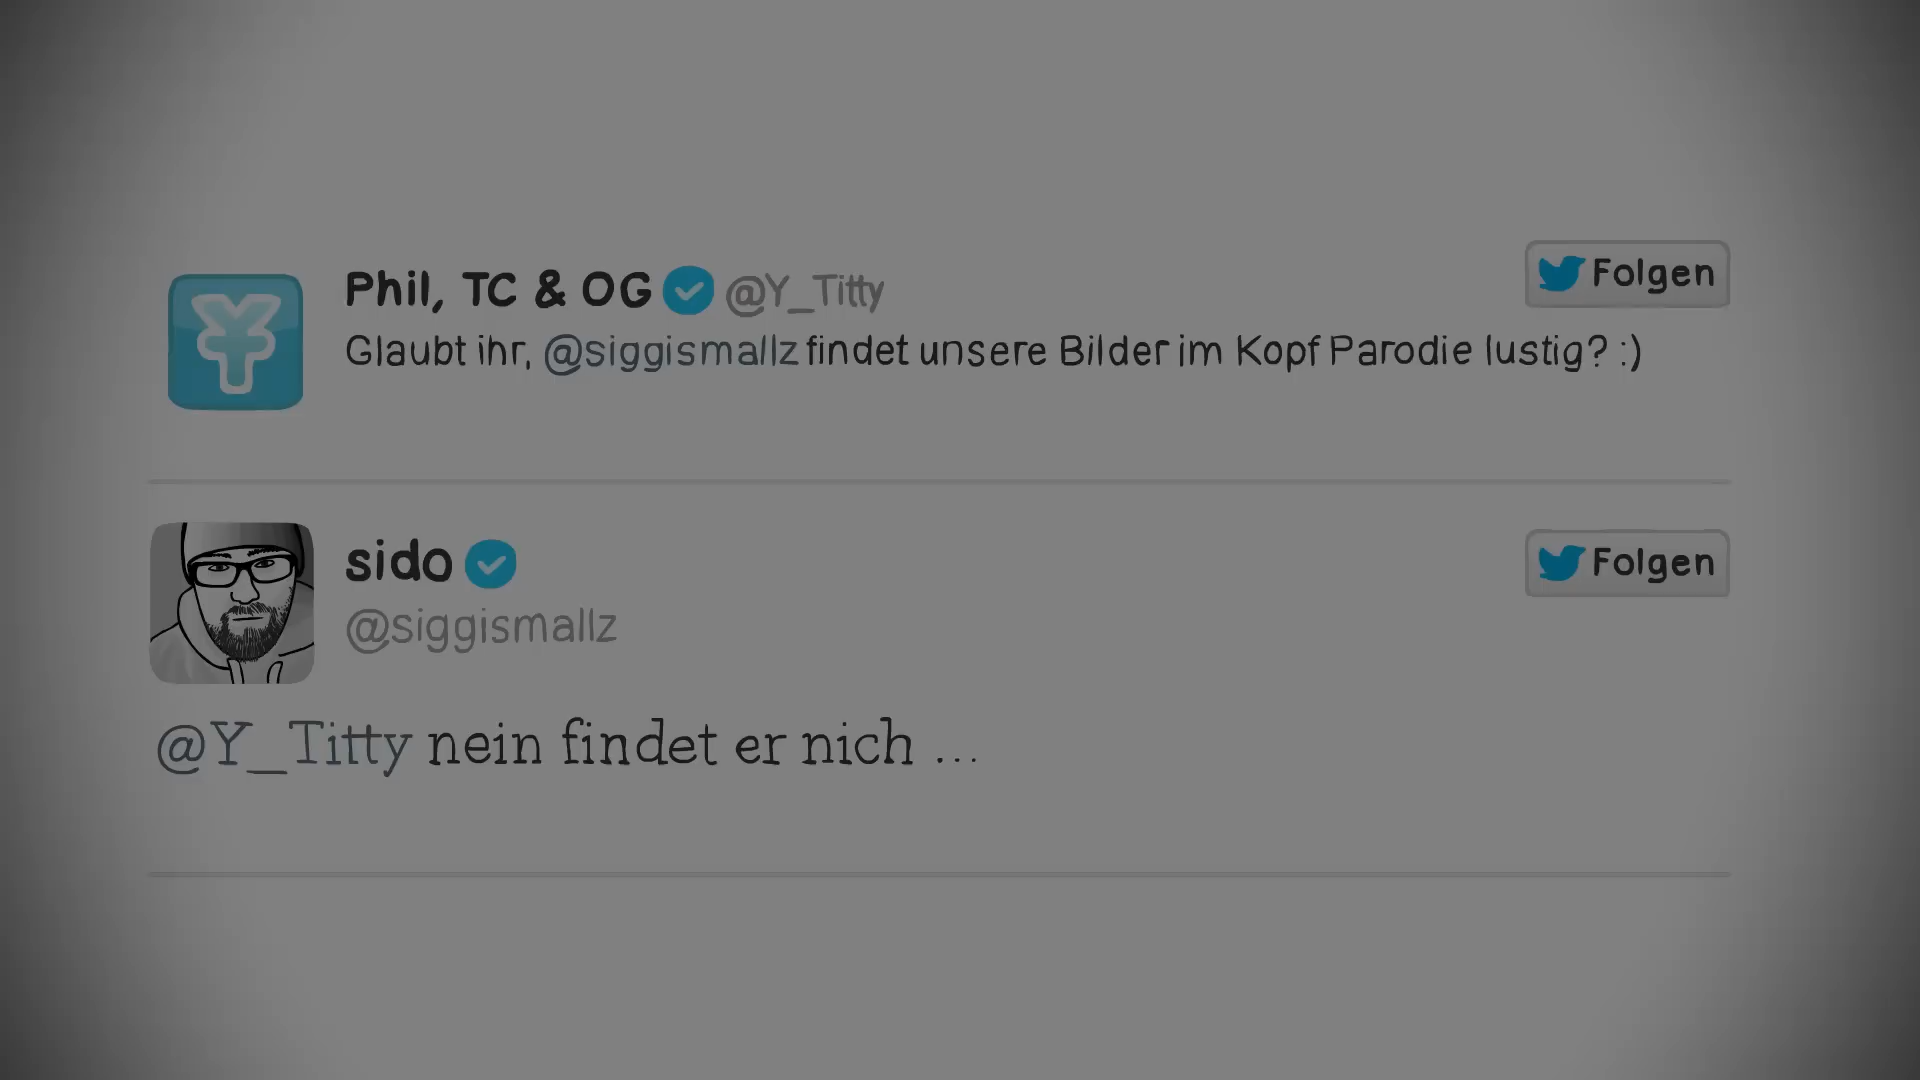 Phil, TC & OG @Y_Titty
Folgen
Glaubt ihr, @siggismallz findet unsere Bilder im Kopf Parodie lustig? :)
sido
Folgen
@siggismallz
@Y_Titty nein findet er nich ...